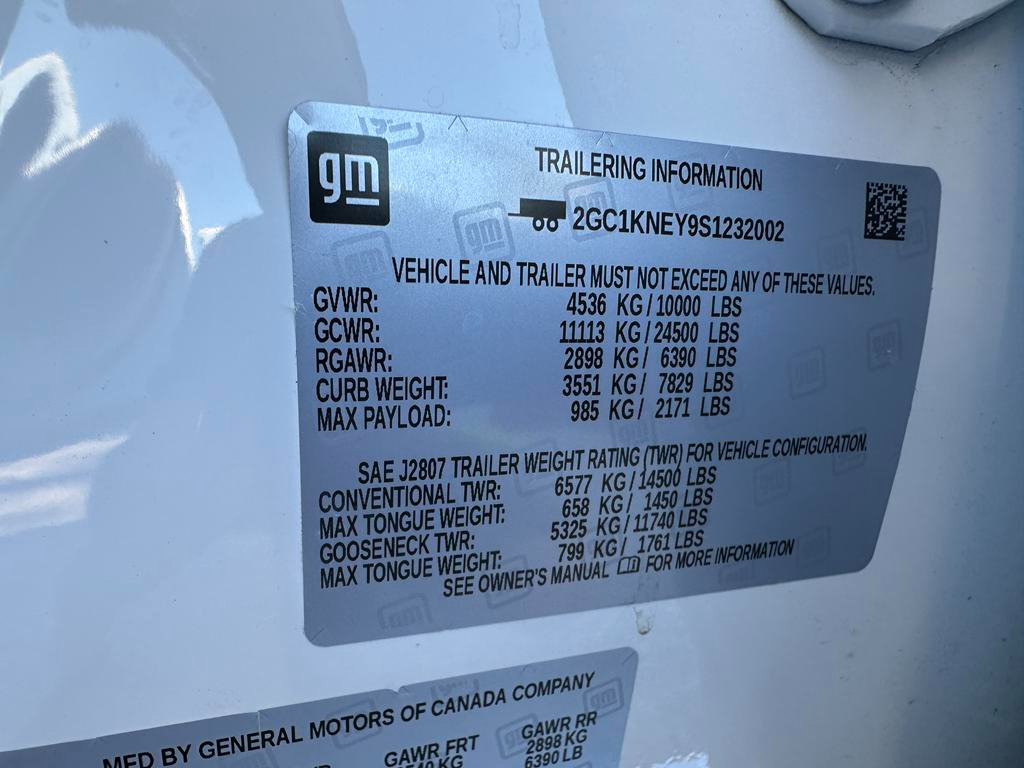 gm
TRAILERING INFORMATION
2GC1KNEY9S1232002
VEHICLE AND TRAILER MUST NOT EXCEED ANY OF THESE VALUES.
GVWR: 4536 KG/10000 LBS
GCWR: 11113 KG/24500 LBS
RGAWR: 2898 KG/ 6390 LBS
CURB WEIGHT: 3551 KG/ 7829 LBS
MAX PAYLOAD: 985 KG/ 2171 LBS
SAE J2807 TRAILER WEIGHT RATING (TWR) FOR VEHICLE CONFIGURATION.
CONVENTIONAL TWR: 6577 KG/14500 LBS
MAX TONGUE WEIGHT: 658 KG/ 1450 LBS
GOOSENECK TWR: 5325 KG/11740 LBS
MAX TONGUE WEIGHT: 799 KG/ 1761 LBS
SEE OWNER'S MANUAL FOR MORE INFORMATION
MFD BY GENERAL MOTORS OF CANADA COMPANY
GAWR FRT GAWR RR
KG 2898 KG
6390 LB